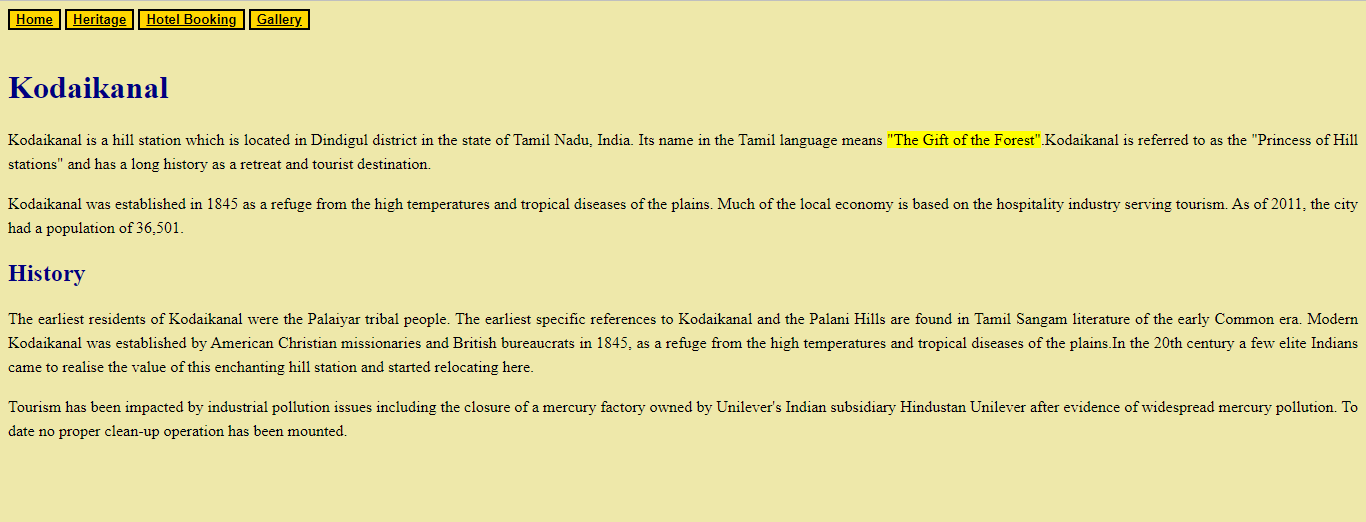 Home Heritage Hotel Booking Gallery
Kodaikanal
Kodaikanal is a hill station which is located in Dindigul district in the state of Tamil Nadu, India. Its name in the Tamil language means "The Gift of the Forest".Kodaikanal is referred to as the "Princess of Hill
stations" and has a long history as a retreat and tourist destination.
Kodaikanal was established in 1845 as a refuge from the high temperatures and tropical diseases of the plains. Much of the local economy is based on the hospitality industry serving tourism. As of 2011, the city
had a population of 36,501.
History
The earliest residents of Kodaikanal were the Palaiyar tribal people. The earliest specific references to Kodaikanal and the Palani Hills are found in Tamil Sangam literature of the early Common era. Modern
Kodaikanal was established by American Christian missionaries and British bureaucrats in 1845, as a refuge from the high temperatures and tropical diseases of the plains.In the 20th century a few elite Indians
came to realise the value of this enchanting hill station and started relocating here.
Tourism has been impacted by industrial pollution issues including the closure of a mercury factory owned by Unilever's Indian subsidiary Hindustan Unilever after evidence of widespread mercury pollution. To
date no proper clean-up operation has been mounted.